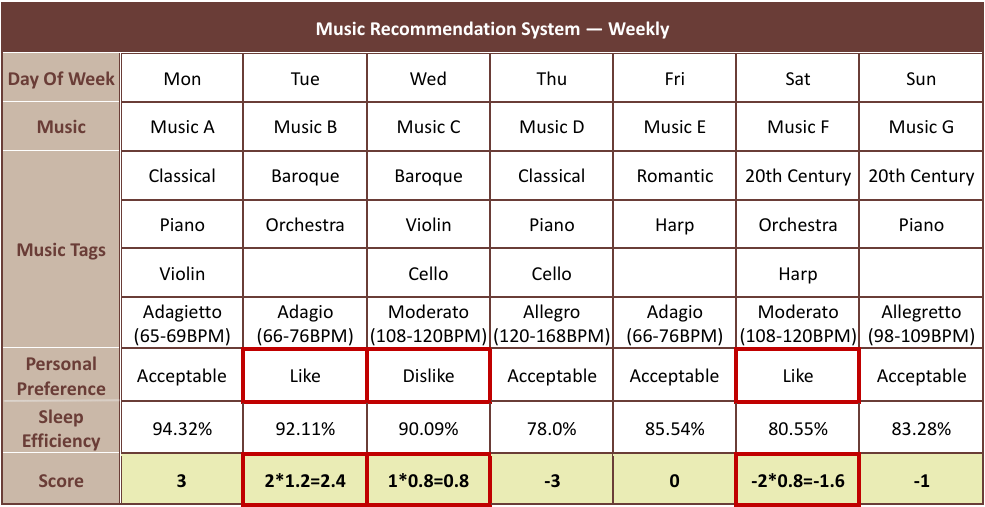 Music Recommendation System — Weekly
Day Of Week Mon Tue Wed Thu Fri Sat Sun
Music Music A Music B Music C Music D Music E Music F Music G
Music Tags
Classical Baroque Baroque Classical Romantic 20th Century 20th Century
Piano Orchestra Violin Piano Harp Orchestra Piano
Violin Cello Cello Harp
Adagietto Adagio Moderato Allegro Adagio Moderato Allegretto
(65-69BPM) (66-76BPM) (108-120BPM) (120-168BPM) (66-76BPM) (108-120BPM) (98-109BPM)
Personal
Preference
Acceptable Like Dislike Acceptable Acceptable Like Acceptable
Sleep
Efficiency
94.32% 92.11% 90.09% 78.0% 85.54% 80.55% 83.28%
Score 3 2*1.2=2.4 1*0.8=0.8 -3 0 -2*0.8=-1.6 -1